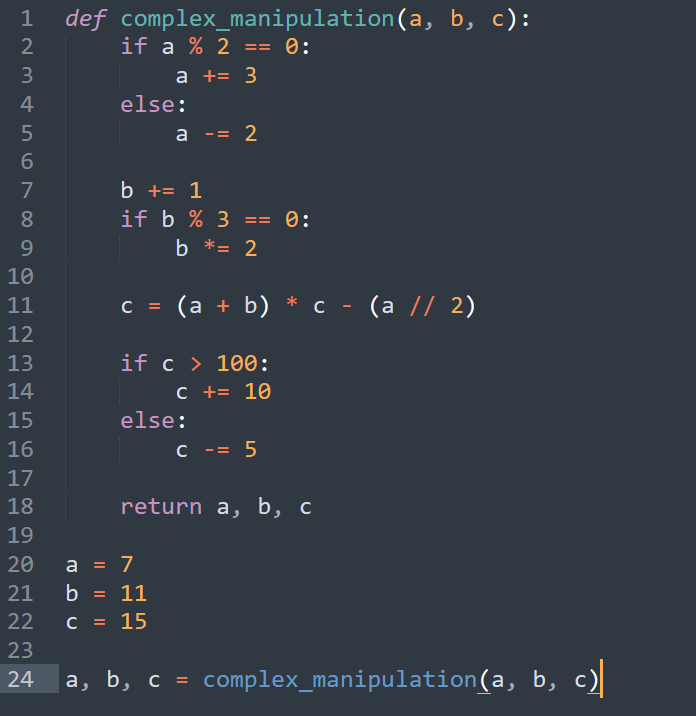 1 def complex_manipulation(a, b, c):
2     if a % 2 == 0:
3         a += 3
4     else:
5         a -= 2
6
7     b += 1
8     if b % 3 == 0:
9         b *= 2
10
11     c = (a + b) * c - (a // 2)
12
13     if c > 100:
14         c += 10
15     else:
16         c -= 5
17
18     return a, b, c
19
20 a = 7
21 b = 11
22 c = 15
23
24 a, b, c = complex_manipulation(a, b, c)